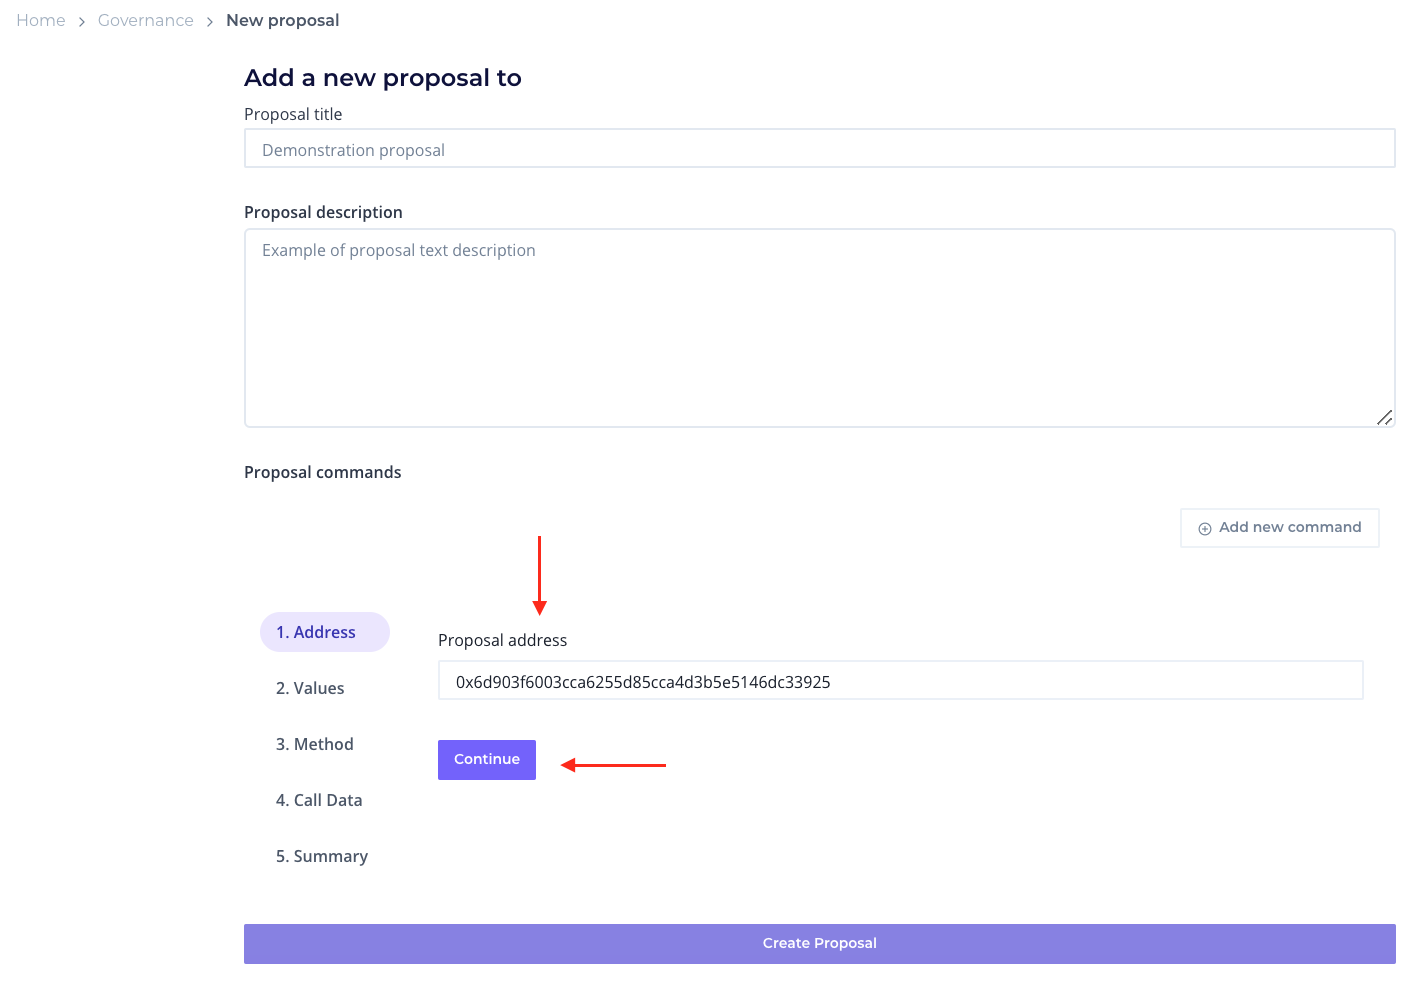 Home > Governance > New proposal
Add a new proposal to
Proposal title
Demonstration proposal
Proposal description
Example of proposal text description
Proposal commands
Add new command
1. Address
Proposal address
0x6d903f6003cca6255d85cca4d3b5e5146dc33925
2. Values
3. Method
Continue
4. Call Data
5. Summary
Create Proposal